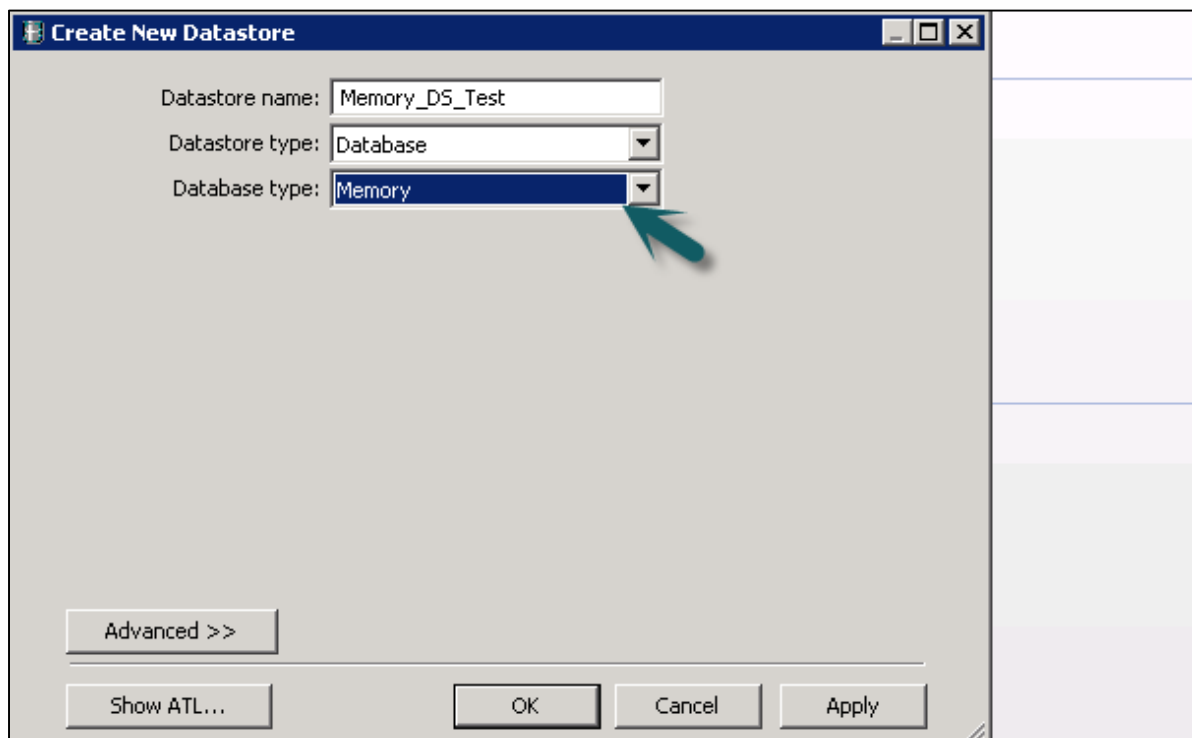 Create New Datastore
Datastore name: Memory_DS_Test
Datastore type: Database
Database type: Memory
Advanced >>
Show ATL... OK Cancel Apply